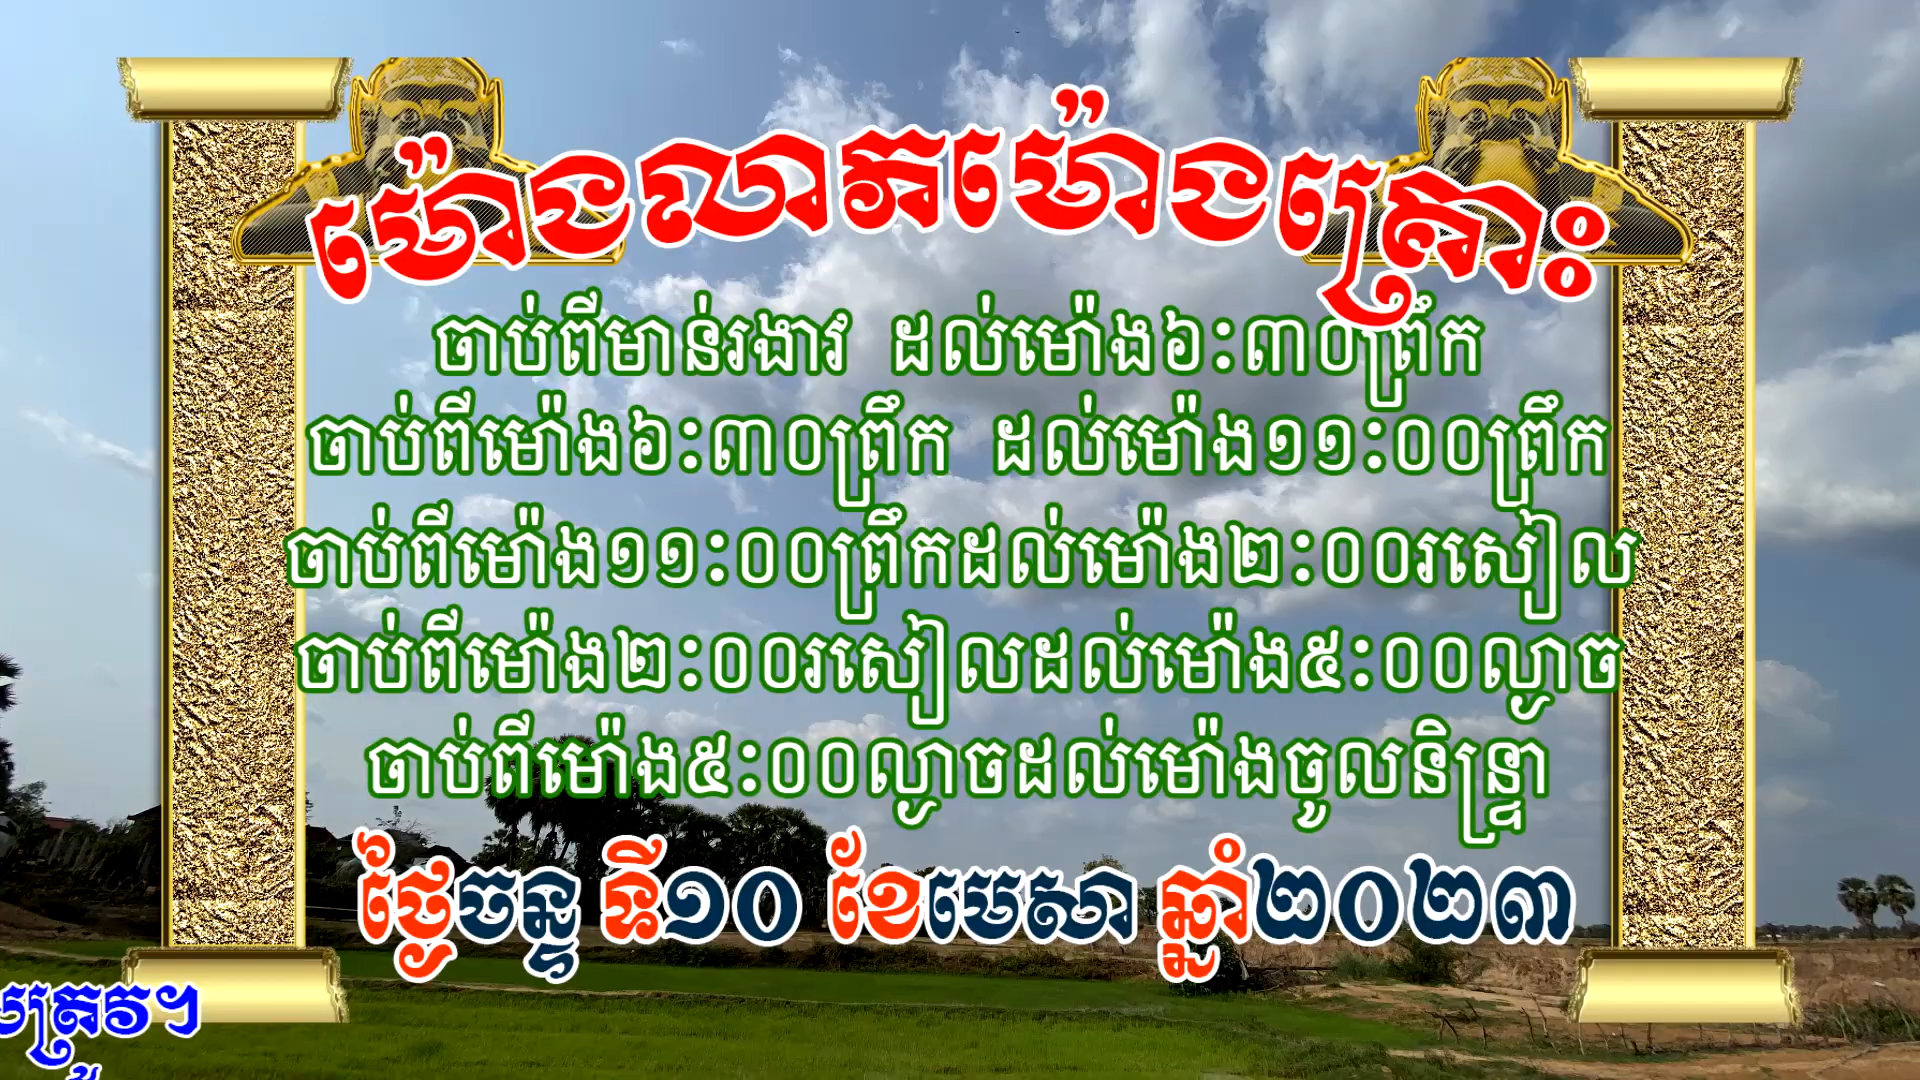 ម៉ោងលាភម៉ោងគ្រោះ
ចាប់ពីមាន់រងាវ ដល់ម៉ោង៦:៣០ព្រឹក
ចាប់ពីម៉ោង៦:៣០ព្រឹក ដល់ម៉ោង១១:០០ព្រឹក
ចាប់ពីម៉ោង១១:០០ព្រឹកដល់ម៉ោង២:០០រសៀល
ចាប់ពីម៉ោង២:០០រសៀលដល់ម៉ោង៥:០០ល្ងាច
ចាប់ពីម៉ោង៥:០០ល្ងាចដល់ម៉ោងចូលនិន្ទ្រា
ថ្ងៃចន្ទ ទី១០ ខែមេសា ឆ្នាំ២០២៣